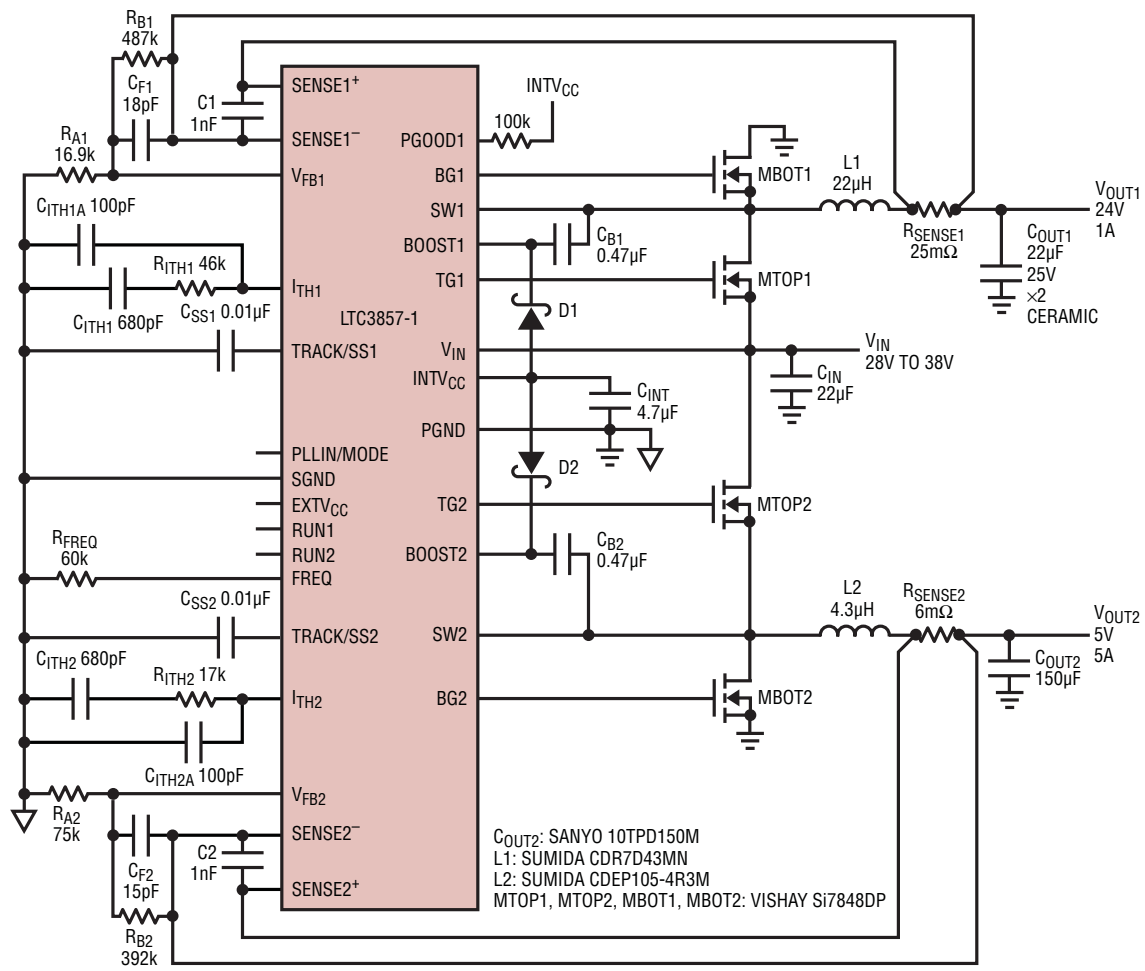 RB1
487k
CF1
18pF
C1
1nF
RA1
16.9k
CITH1A 100pF
RITH1 46k
CITH1 680pF
CSS1 0.01µF
RFREQ
60k
CSS2 0.01µF
CITH2 680pF
RITH2 17k
CITH2A 100pF
RA2
75k
CF2
15pF
C2
1nF
RB2
392k
SENSE1+
SENSE1–
VFB1
ITH1
LTC3857-1
TRACK/SS1
PLLIN/MODE
SGND
EXTVCC
RUN1
RUN2
FREQ
TRACK/SS2
ITH2
VFB2
SENSE2–
SENSE2+
PGOOD1
BG1
SW1
BOOST1
TG1
VIN
INTVCC
PGND
TG2
BOOST2
SW2
BG2
INTVCC
100k
MBOT1
L1
22µH
CB1
0.47µF
RSENSE1
25mΩ
VOUT1
24V
1A
COUT1
22µF
25V
×2
CERAMIC
MTOP1
D1
VIN
28V TO 38V
CIN
22µF
CINT
4.7µF
D2
MTOP2
CB2
0.47µF
L2
4.3µH
RSENSE2
6mΩ
VOUT2
5V
5A
COUT2
150µF
MBOT2
COUT2: SANYO 10TPD150M
L1: SUMIDA CDR7D43MN
L2: SUMIDA CDEP105-4R3M
MTOP1, MTOP2, MBOT1, MBOT2: VISHAY Si7848DP